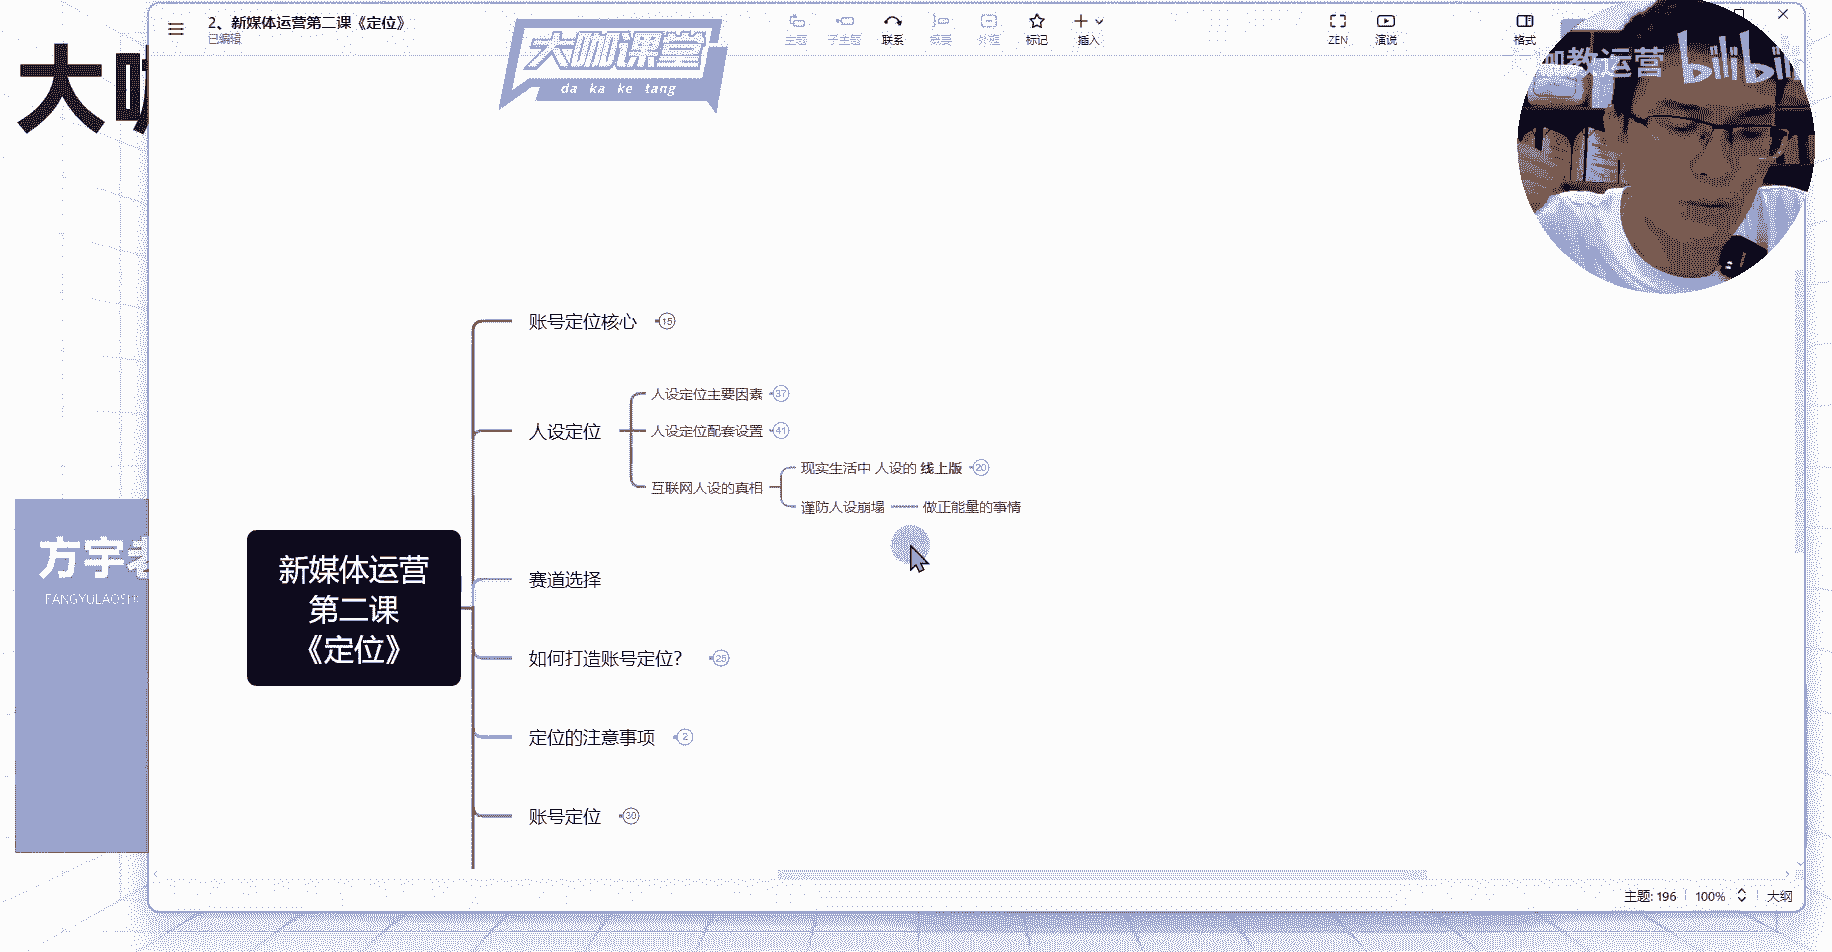 2、新媒体运营第二课《定位》
已编辑
主题
子主题
联系
概要
外框
标记
插入
ZEN
演说
格式
大咖课堂
da ka ke tang
咖教运营 bilibili
大咖
账号定位核心 15
人设定位主要因素 37
人设定位
人设定位配套设置 41
现实生活中 人设的 线上版 20
互联网人设的真相
谨防人设崩塌
做正能量的事情
新媒体运营
第二课
《定位》
方宇老
FANGYULAOSHI
赛道选择
如何打造账号定位? 25
定位的注意事项 2
账号定位 30
主题: 196
100%
大纲